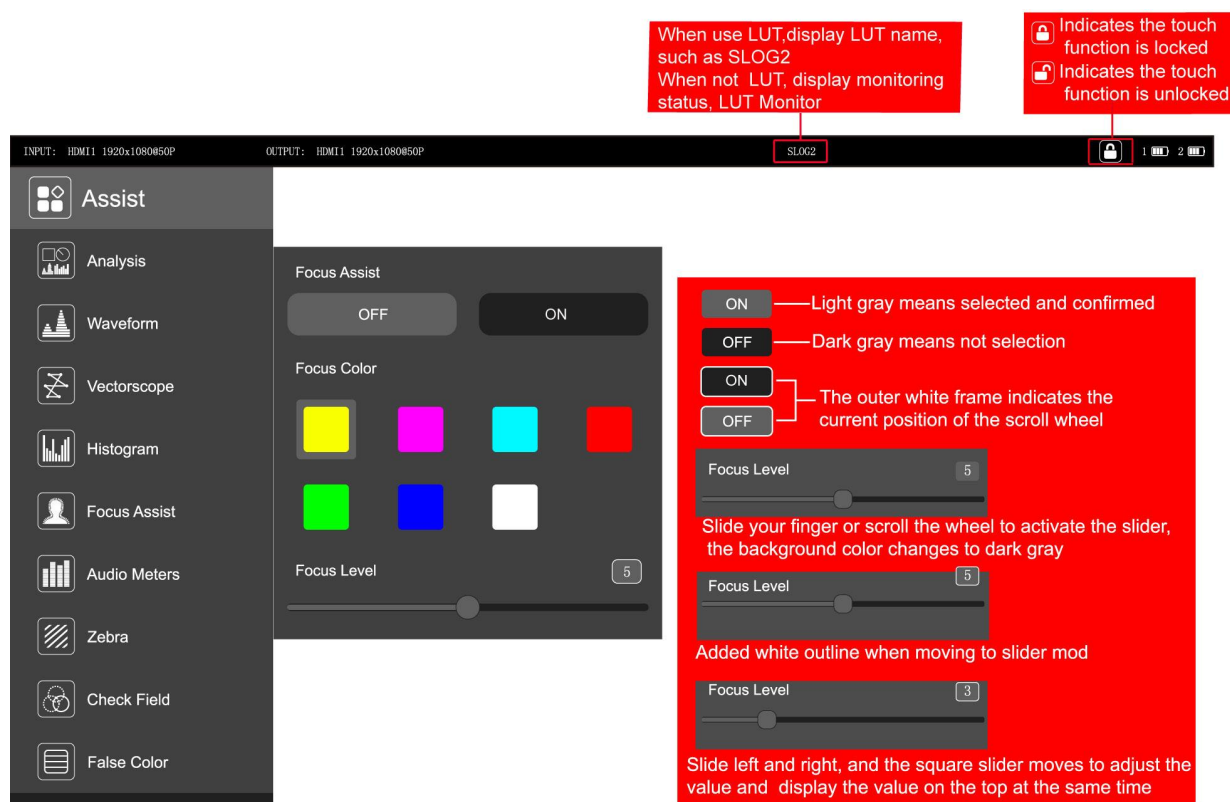 When use LUT,display LUT name,
such as SLOG2
When not LUT, display monitoring
status, LUT Monitor
Indicates the touch
function is locked
Indicates the touch
function is unlocked
INPUT: HDMI1 1920x1080@50P
OUTPUT: HDMI1 1920x1080@50P
SLOG2
1
2
Assist
Analysis
Waveform
Vectorscope
Histogram
Focus Assist
Audio Meters
Zebra
Check Field
False Color
Focus Assist
OFF
ON
Focus Color
Focus Level
5
ON
Light gray means selected and confirmed
OFF
Dark gray means not selection
ON
OFF
The outer white frame indicates the
current position of the scroll wheel
Focus Level
5
Slide your finger or scroll the wheel to activate the slider,
the background color changes to dark gray
Focus Level
5
Added white outline when moving to slider mod
Focus Level
3
Slide left and right, and the square slider moves to adjust the
value and display the value on the top at the same time